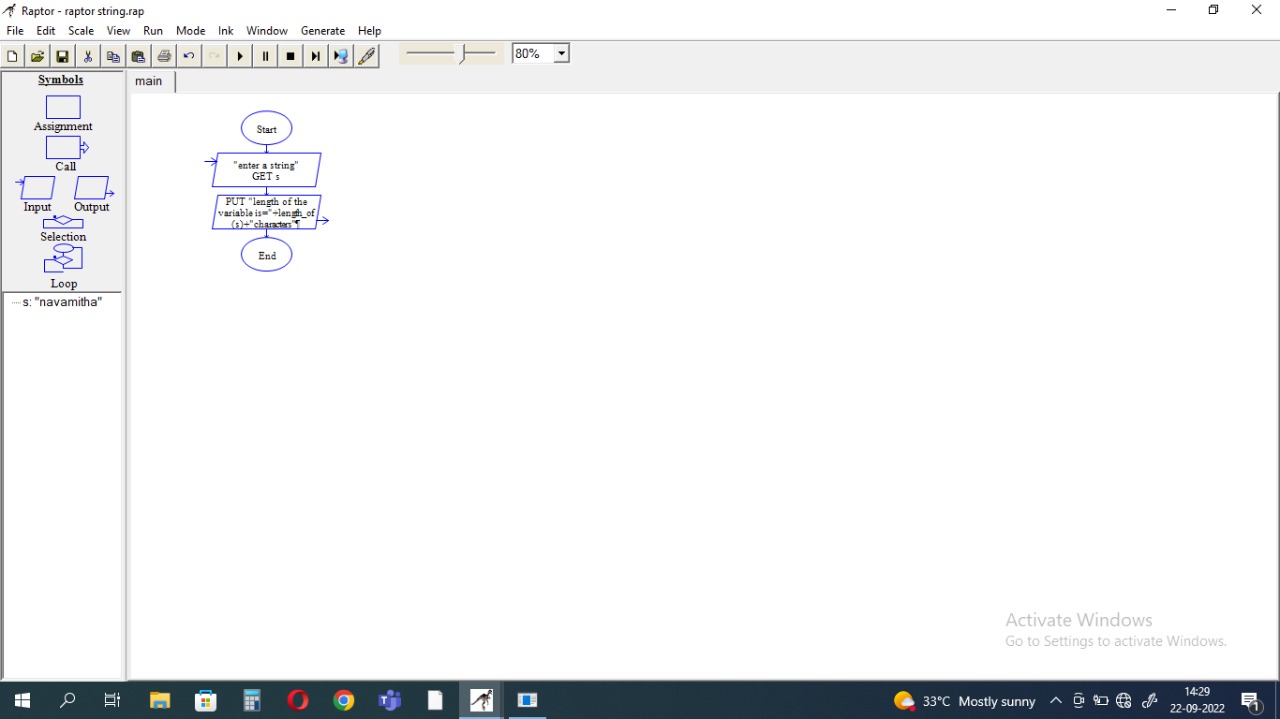 Raptor - raptor string.rap
File Edit Scale View Run Mode Ink Window Generate Help
80%
Symbols
main
Assignment
Call
Input Output
Selection
Loop
s: "navamitha"
Start
"enter a string"
GET s
PUT "length of the
variable is="+length_of
(s)+"characters"¶
End
Activate Windows
Go to Settings to activate Windows.
33°C Mostly sunny
14:29
22-09-2022
1